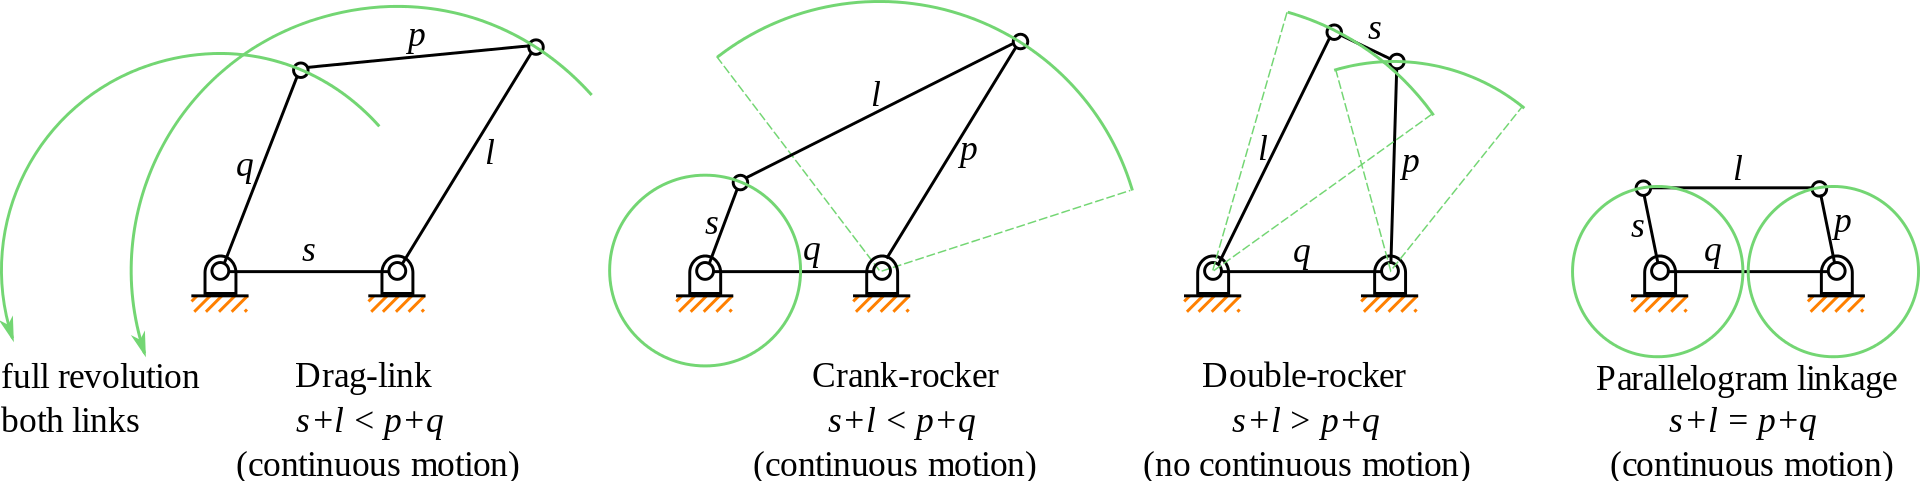 p
q
l
s
full revolution
both links
Drag-link
s+l < p+q
(continuous motion)
l
p
s
q
Crank-rocker
s+l < p+q
(continuous motion)
s
l
p
q
Double-rocker
s+l > p+q
(no continuous motion)
l
s
p
q
Parallelogram linkage
s+l = p+q
(continuous motion)